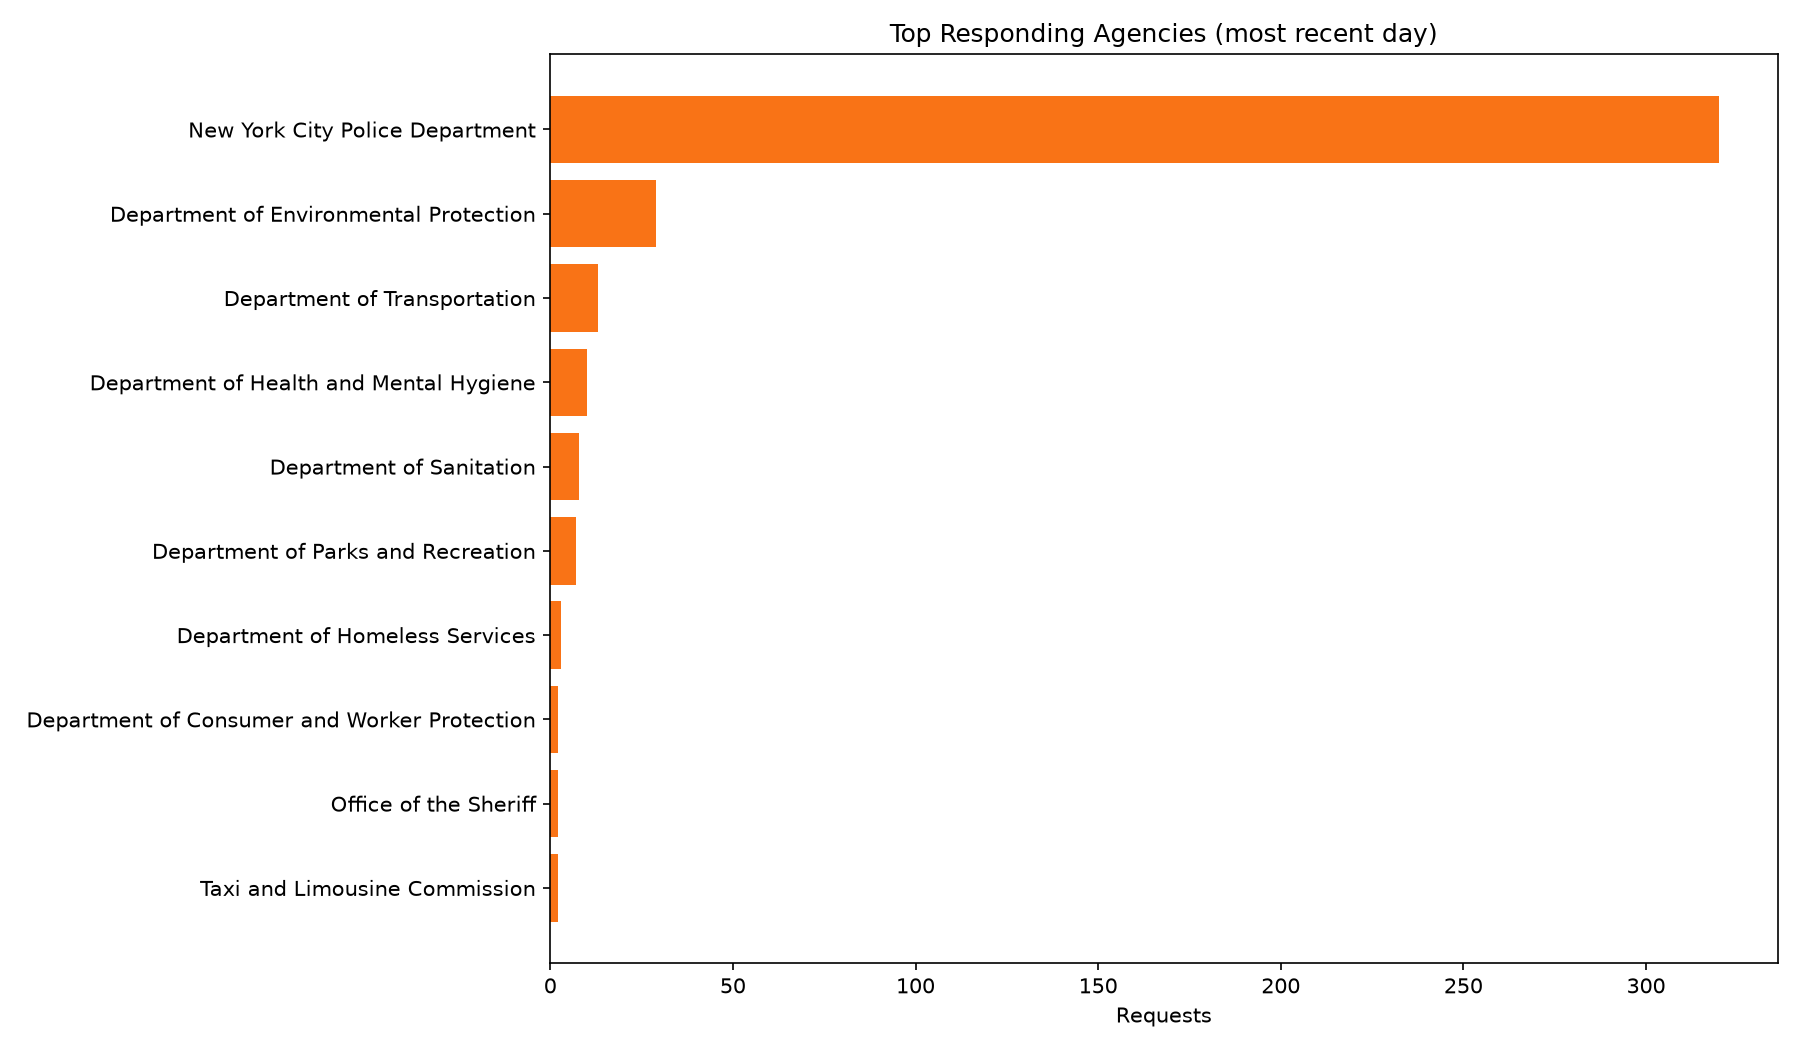 Top Responding Agencies (most recent day)
New York City Police Department
Department of Environmental Protection
Department of Transportation
Department of Health and Mental Hygiene
Department of Sanitation
Department of Parks and Recreation
Department of Homeless Services
Department of Consumer and Worker Protection
Office of the Sheriff
Taxi and Limousine Commission
0 50 100 150 200 250 300
Requests